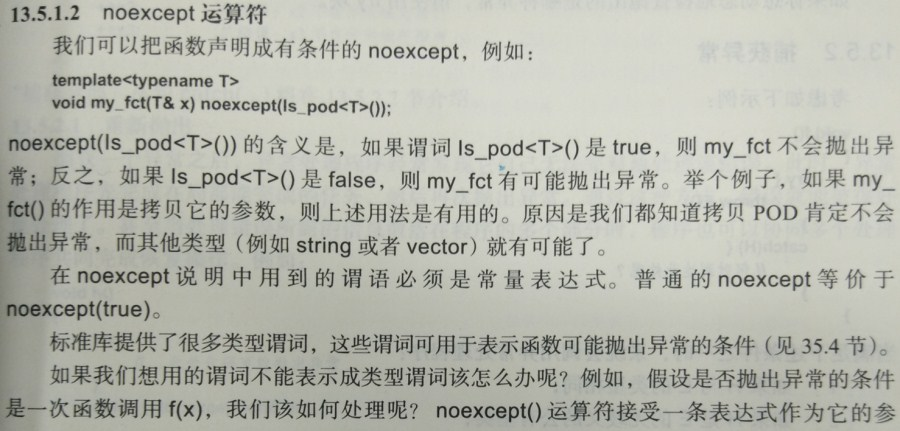 13.5.1.2 noexcept 运算符
我们可以把函数声明成有条件的 noexcept，例如：
template<typename T>
void my_fct(T& x) noexcept(Is_pod<T>());
noexcept(Is_pod<T>()) 的含义是，如果谓词 Is_pod<T>() 是 true，则 my_fct 不会抛出异
常；反之，如果 Is_pod<T>() 是 false，则 my_fct 有可能抛出异常。举个例子，如果 my_
fct() 的作用是拷贝它的参数，则上述用法是有用的。原因是我们都知道拷贝 POD 肯定不会
抛出异常，而其他类型（例如 string 或者 vector）就有可能了。
在 noexcept 说明中用到的谓语必须是常量表达式。普通的 noexcept 等价于
noexcept(true)。
标准库提供了很多类型谓词，这些谓词可用于表示函数可能抛出异常的条件（见 35.4 节）。
如果我们想用的谓词不能表示成类型谓词该怎么办呢？例如，假设是否抛出异常的条件
是一次函数调用 f(x)，我们该如何处理呢？ noexcept() 运算符接受一条表达式作为它的参